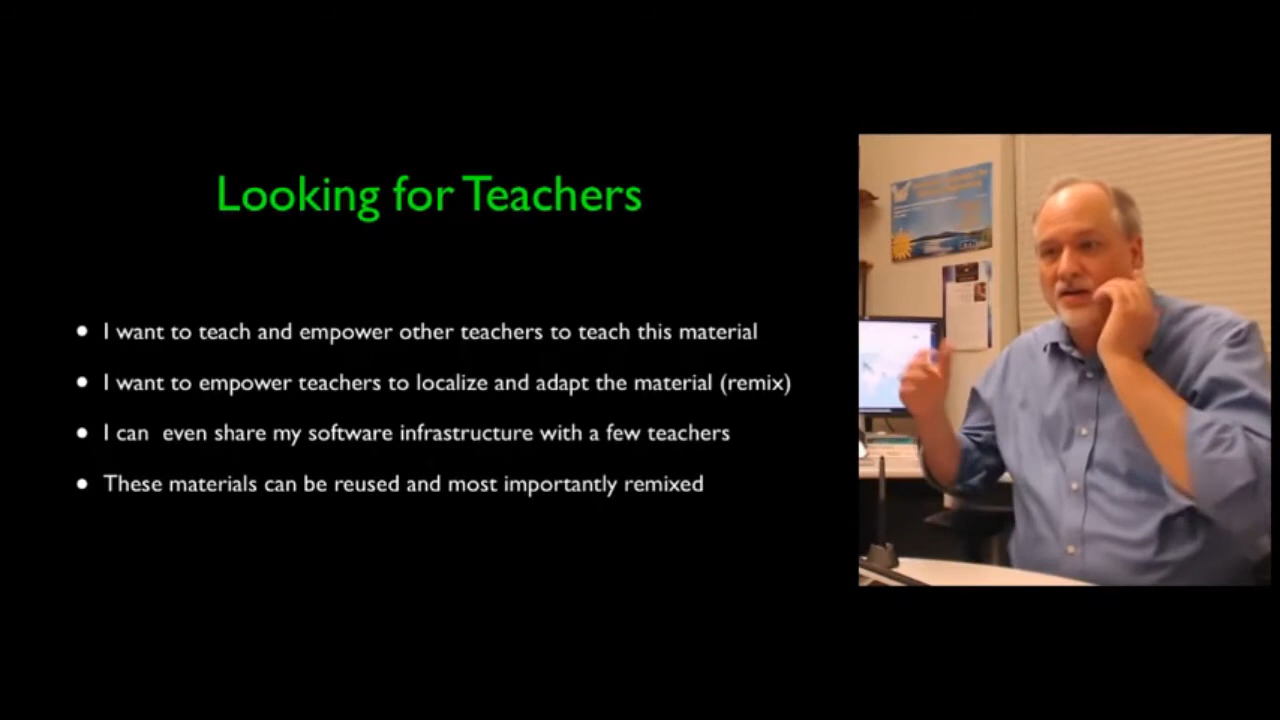 Looking for Teachers
• I want to teach and empower other teachers to teach this material
• I want to empower teachers to localize and adapt the material (remix)
• I can  even share my software infrastructure with a few teachers
• These materials can be reused and most importantly remixed